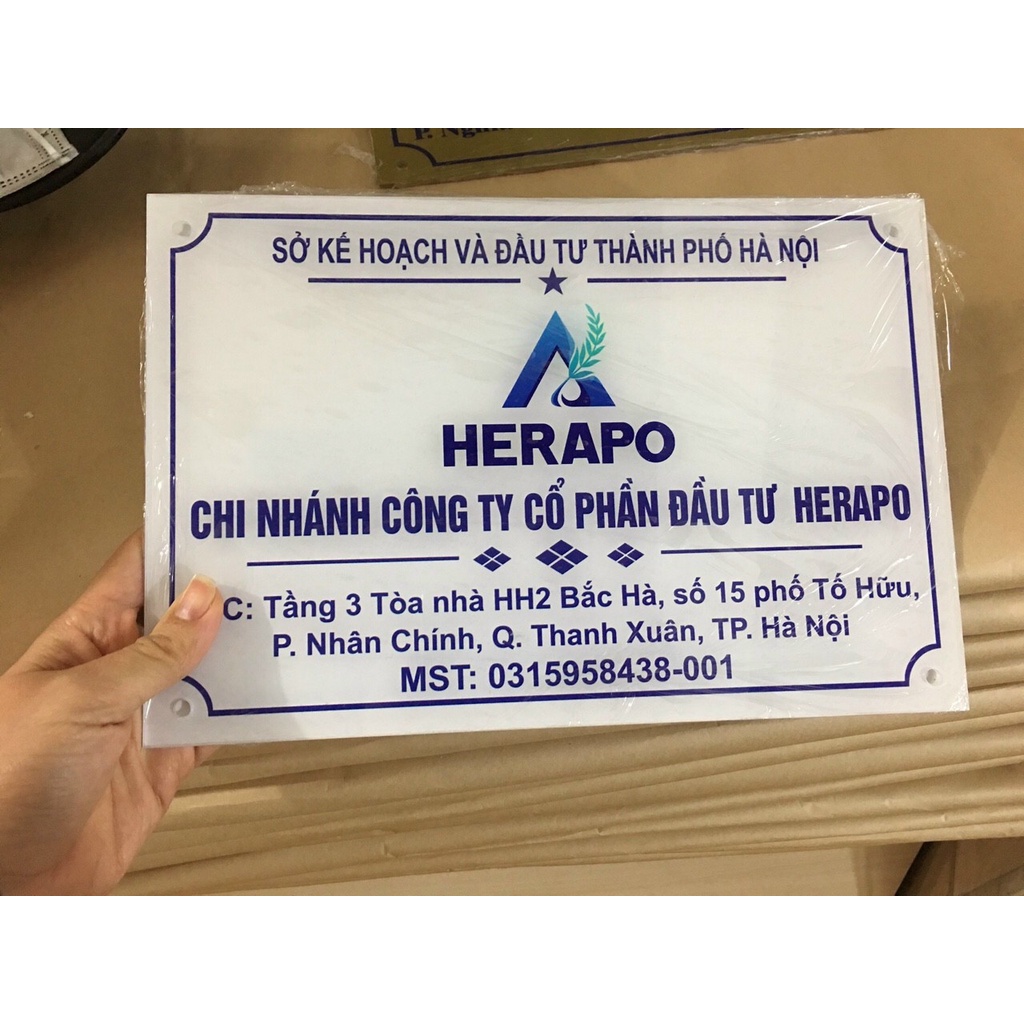 SỞ KẾ HOẠCH VÀ ĐẦU TƯ THÀNH PHỐ HÀ NỘI
HERAPO
CHI NHÁNH CÔNG TY CỔ PHẦN ĐẦU TƯ HERAPO
C: Tầng 3 Tòa nhà HH2 Bắc Hà, số 15 phố Tố Hữu,
P. Nhân Chính, Q. Thanh Xuân, TP. Hà Nội
MST: 0315958438-001